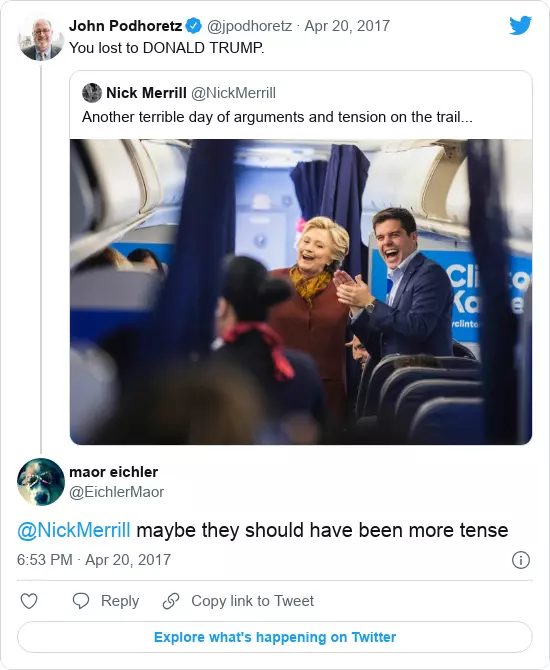 John Podhoretz @jpodhoretz · Apr 20, 2017
You lost to DONALD TRUMP.
Nick Merrill @NickMerrill
Another terrible day of arguments and tension on the trail...
Cl
Ka
yclinto
maor eichler
@EichlerMaor
@NickMerrill maybe they should have been more tense
6:53 PM · Apr 20, 2017
Reply
Copy link to Tweet
Explore what's happening on Twitter